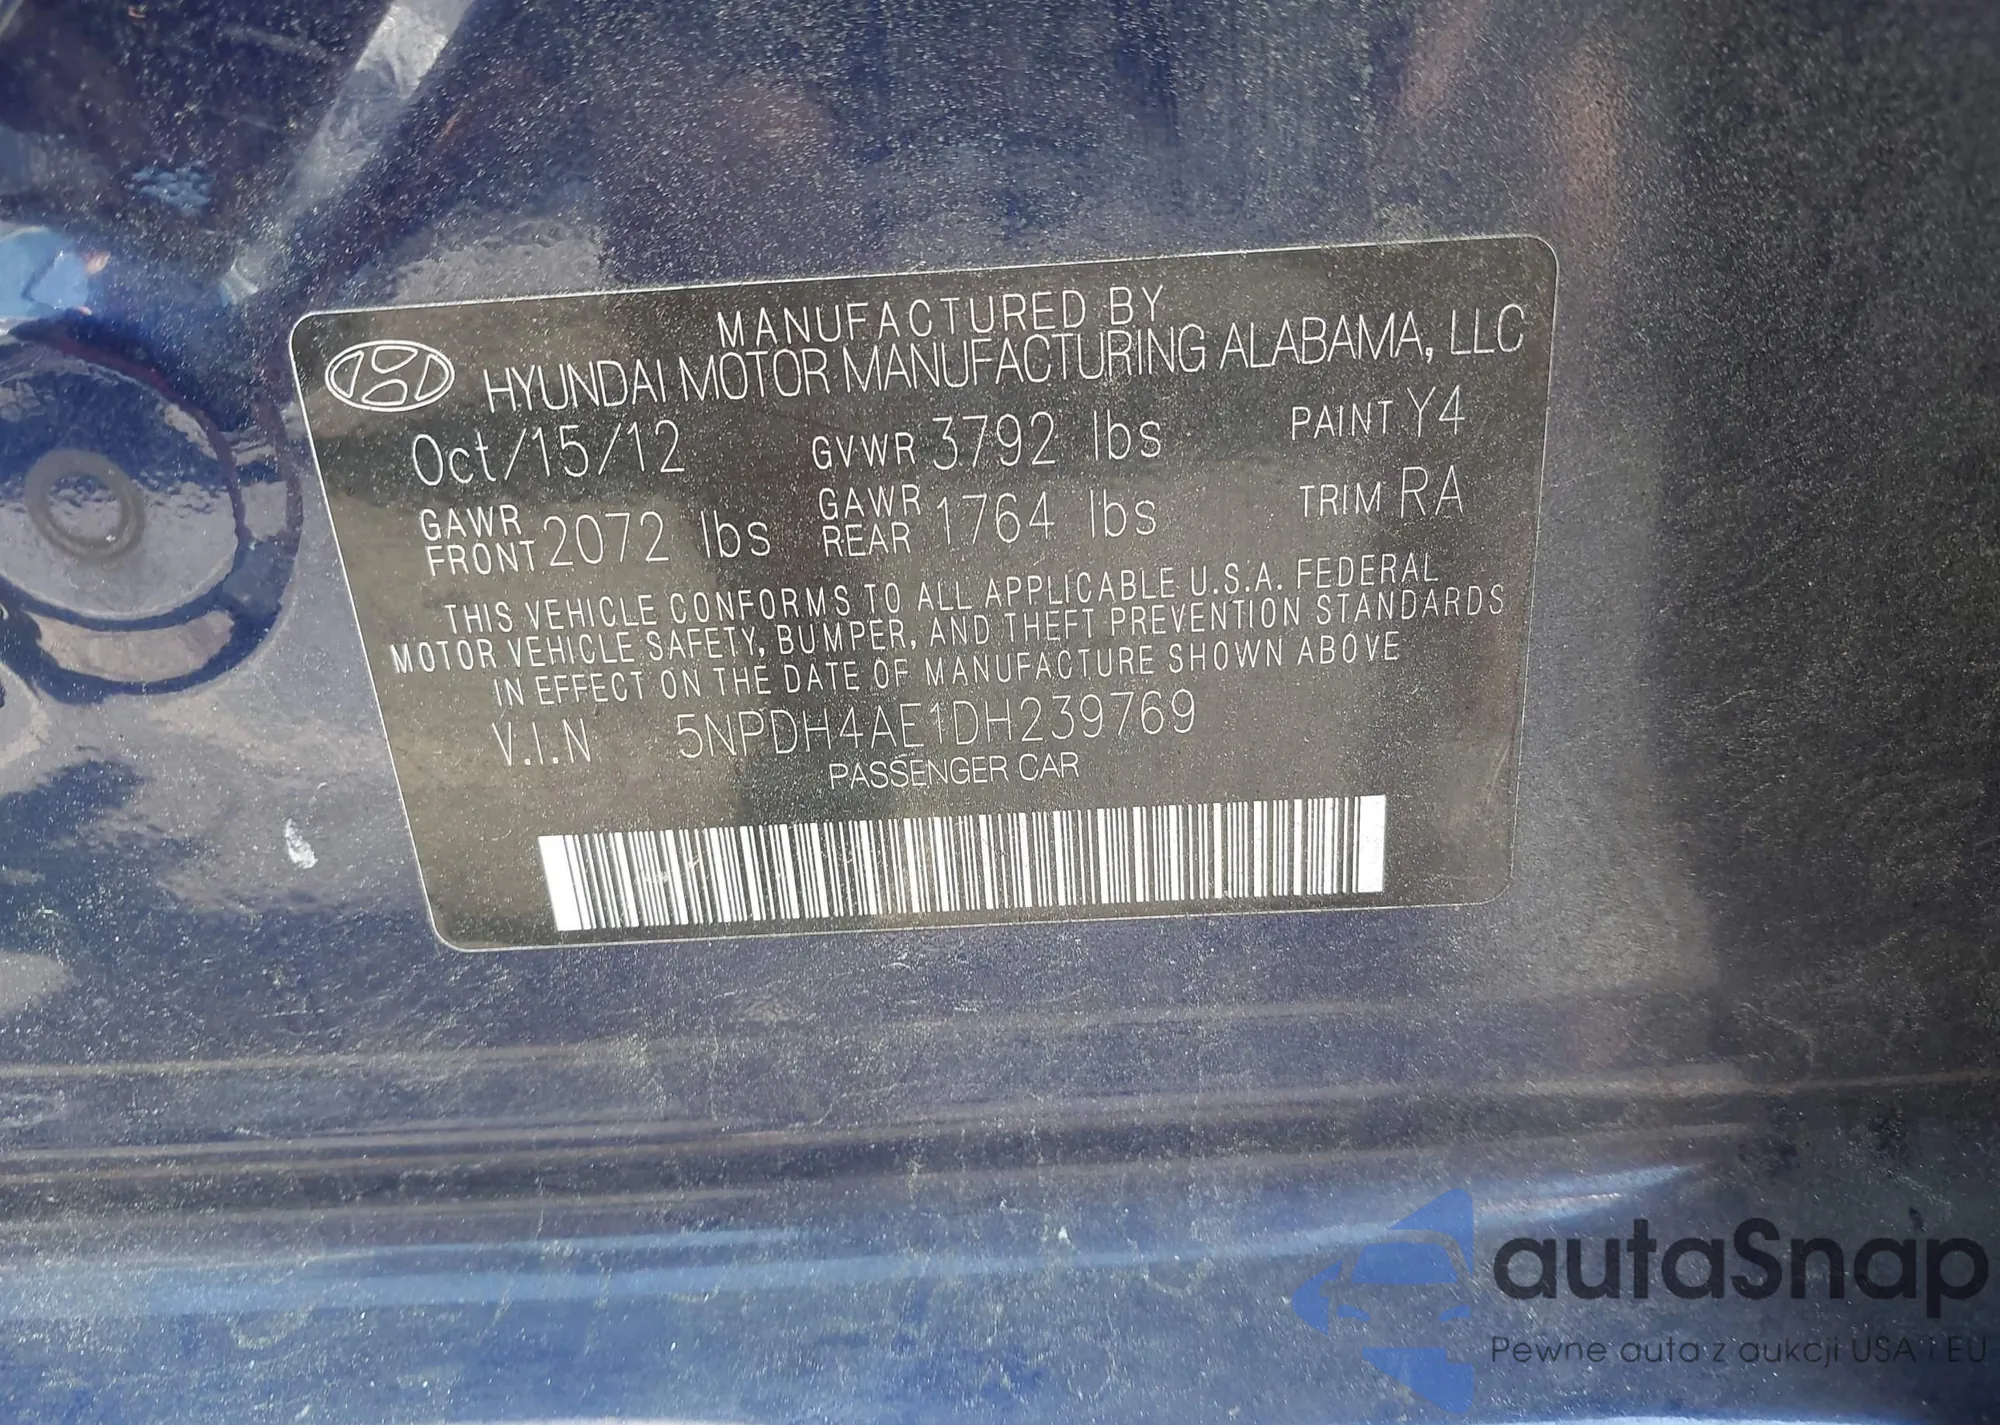 MANUFACTURED BY
HYUNDAI MOTOR MANUFACTURING ALABAMA, LLC
Oct/15/12 GVWR 3792 lbs PAINT Y4
GAWR FRONT 2072 lbs GAWR REAR 1764 lbs TRIM RA
THIS VEHICLE CONFORMS TO ALL APPLICABLE U.S.A. FEDERAL
MOTOR VEHICLE SAFETY, BUMPER, AND THEFT PREVENTION STANDARDS
IN EFFECT ON THE DATE OF MANUFACTURE SHOWN ABOVE
V.I.N 5NPDH4AE1DH239769
PASSENGER CAR
autaSnap
Pewne auta z aukcji USA i EU